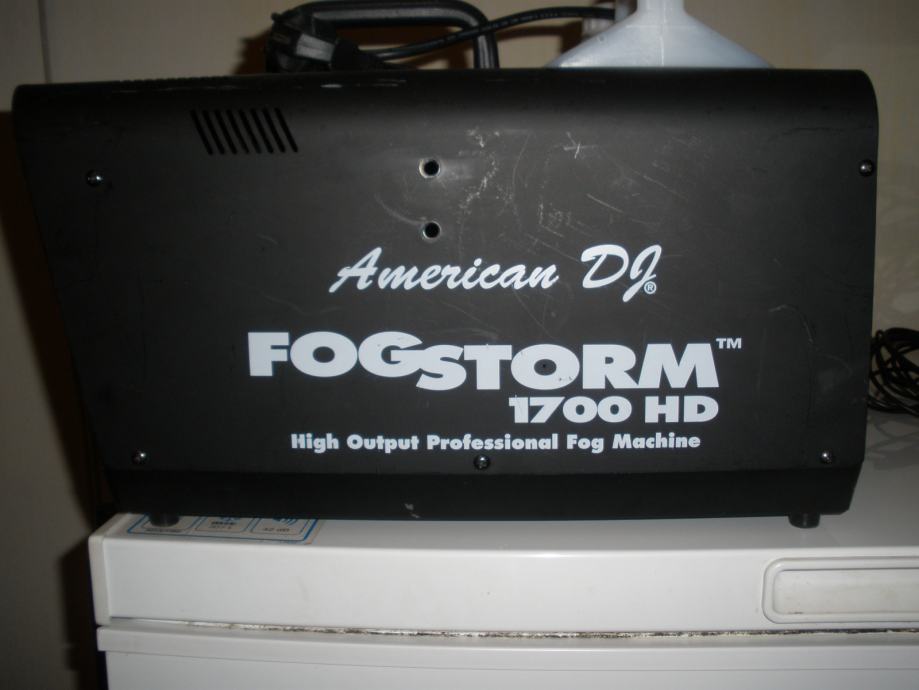 American DJ®
FOGSTORM™
1700 HD
High Output Professional Fog Machine